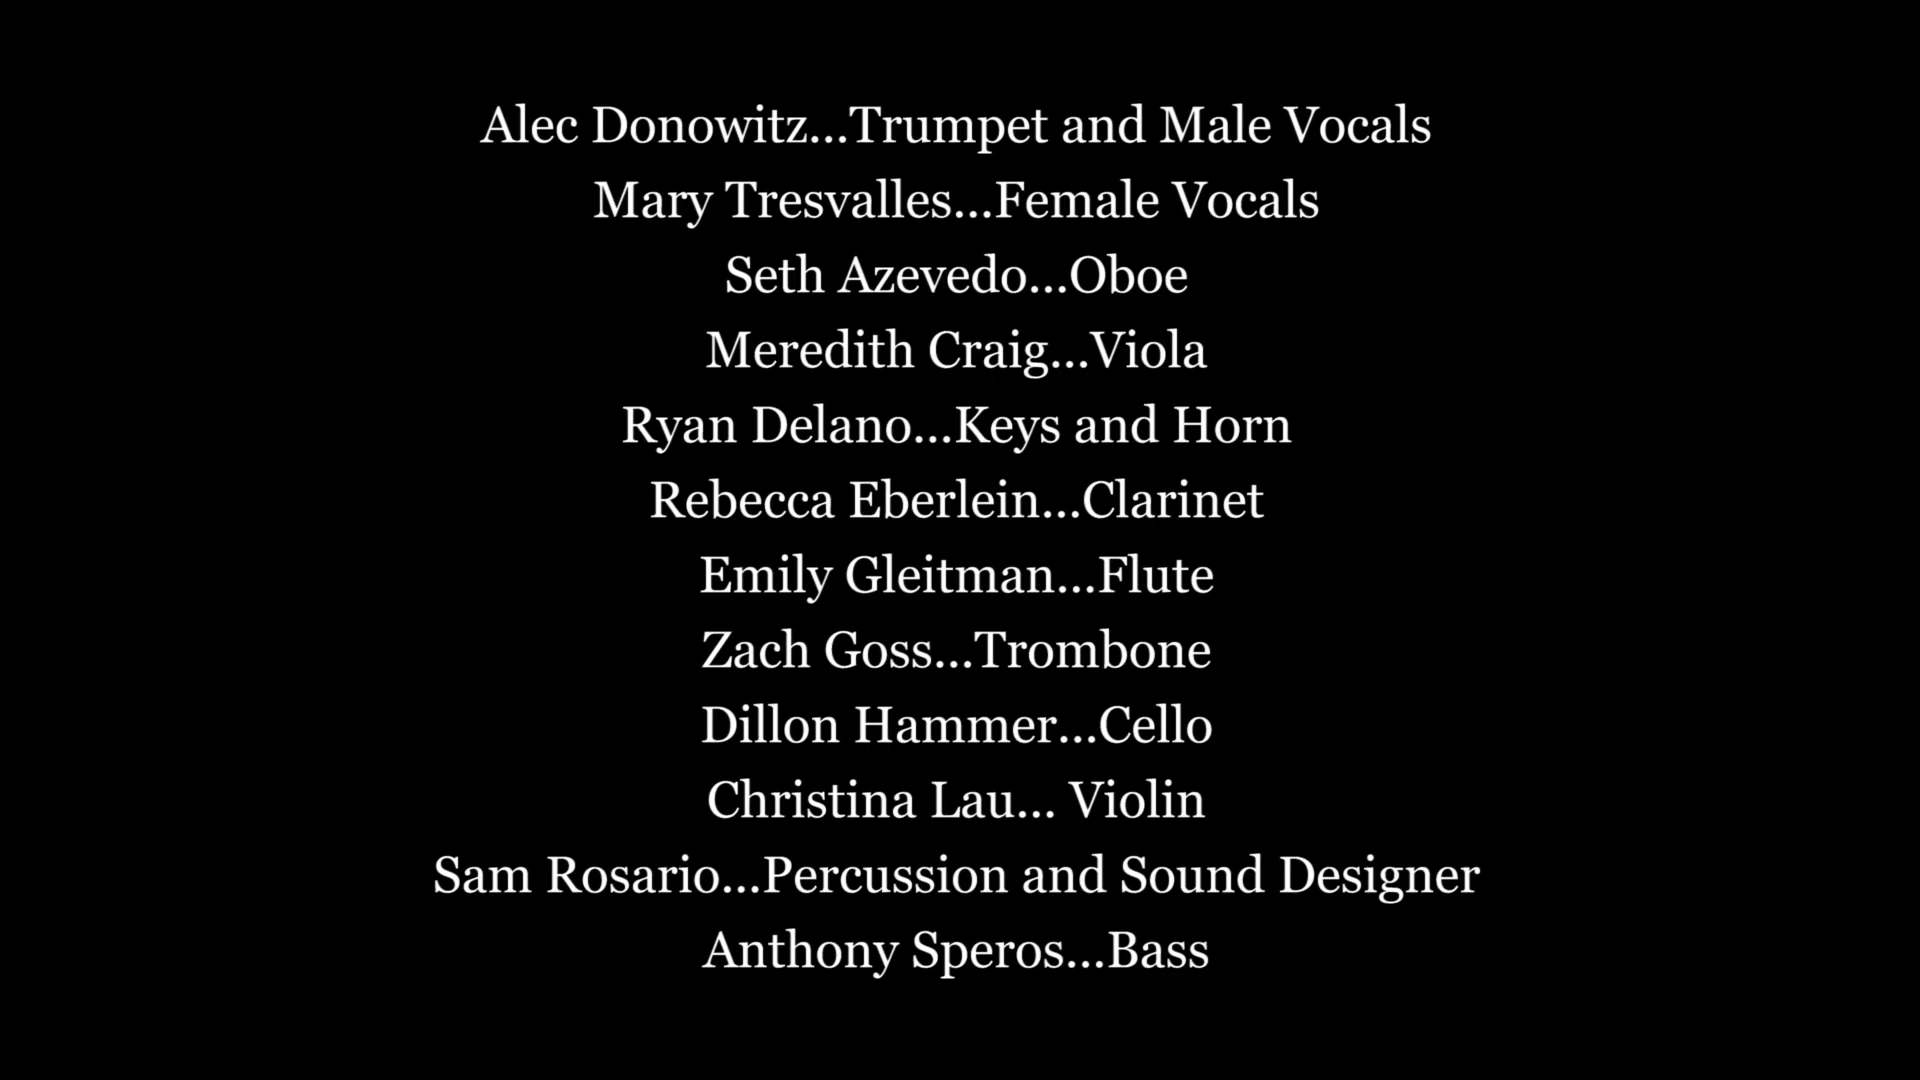 Alec Donowitz...Trumpet and Male Vocals
Mary Tresvalles...Female Vocals
Seth Azevedo...Oboe
Meredith Craig...Viola
Ryan Delano...Keys and Horn
Rebecca Eberlein...Clarinet
Emily Gleitman...Flute
Zach Goss...Trombone
Dillon Hammer...Cello
Christina Lau... Violin
Sam Rosario...Percussion and Sound Designer
Anthony Speros...Bass